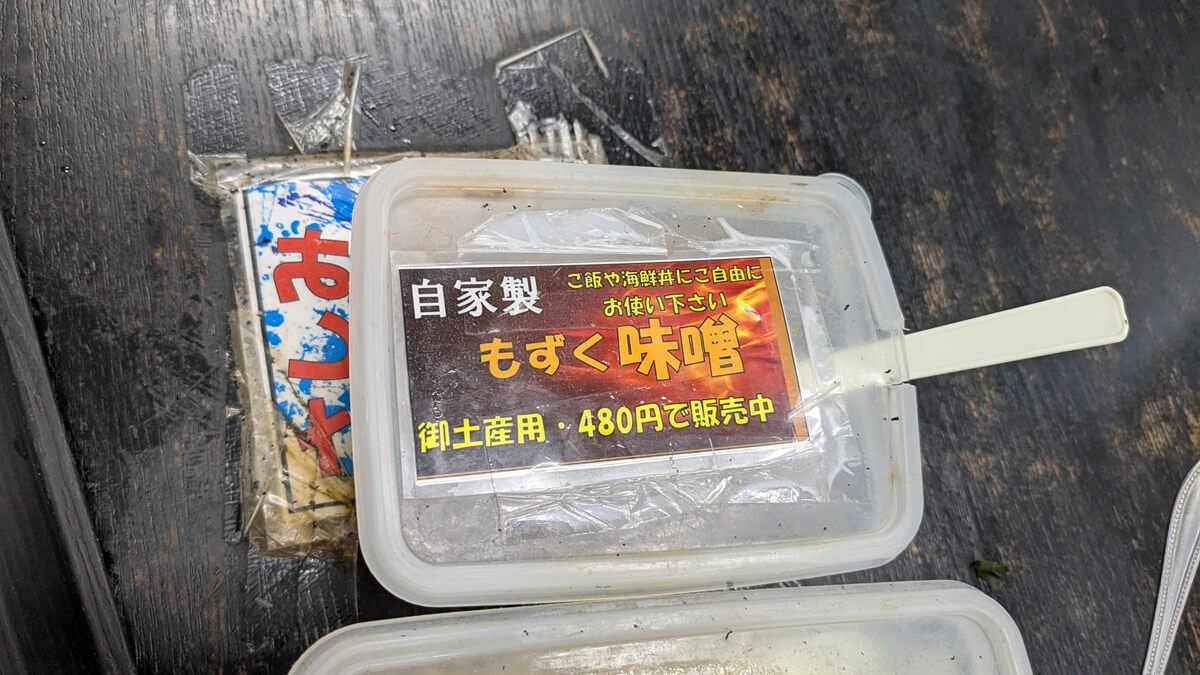 自家製
ご飯や海鮮丼にご自由に
お使い下さい
もずく味噌
御土産用・480円で販売中